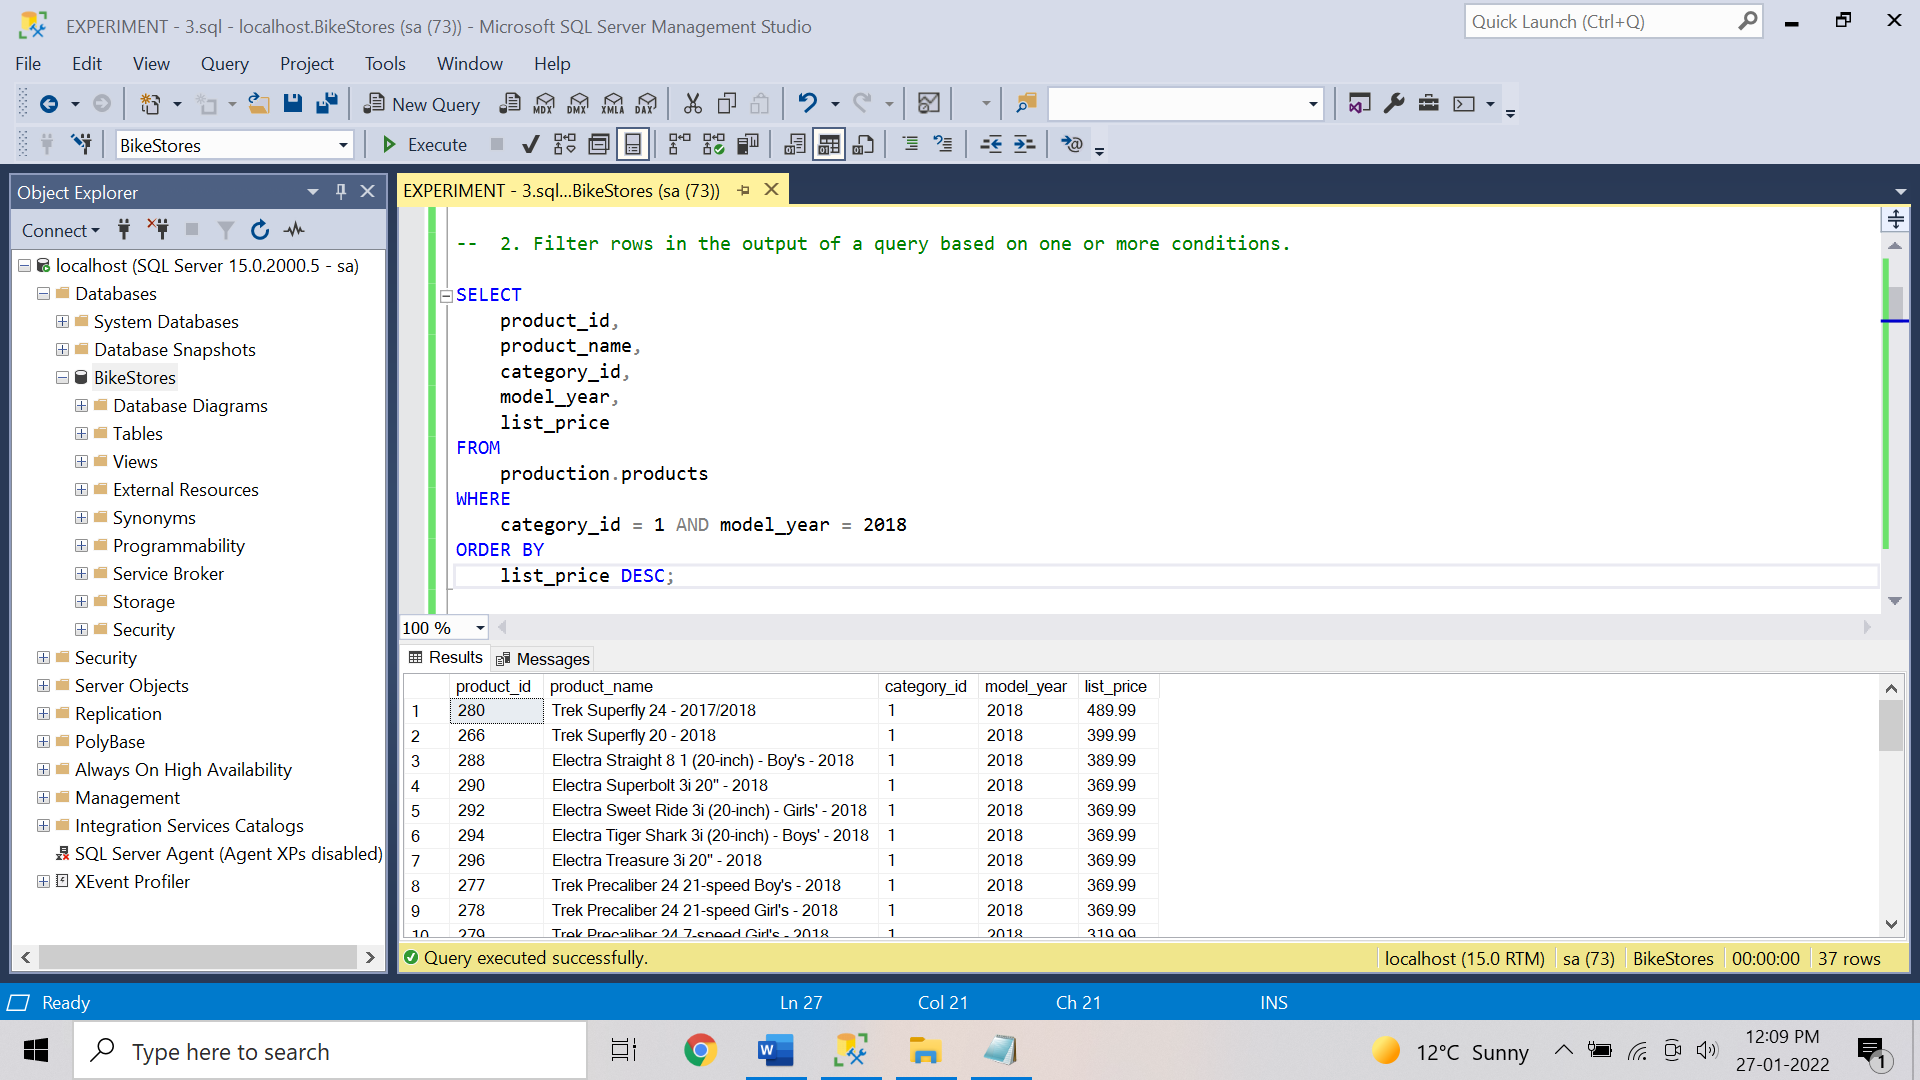 EXPERIMENT - 3.sql - localhost.BikeStores (sa (73)) - Microsoft SQL Server Management Studio
Quick Launch (Ctrl+Q)
File Edit View Query Project Tools Window Help
New Query MDX DMX XMLA DAX
BikeStores Execute
Object Explorer
EXPERIMENT - 3.sql...BikeStores (sa (73))
Connect
localhost (SQL Server 15.0.2000.5 - sa)
Databases
System Databases
Database Snapshots
BikeStores
Database Diagrams
Tables
Views
External Resources
Synonyms
Programmability
Service Broker
Storage
Security
Security
Server Objects
Replication
PolyBase
Always On High Availability
Management
Integration Services Catalogs
SQL Server Agent (Agent XPs disabled)
XEvent Profiler
-- 2. Filter rows in the output of a query based on one or more conditions.
SELECT
product_id,
product_name,
category_id,
model_year,
list_price
FROM
production.products
WHERE
category_id = 1 AND model_year = 2018
ORDER BY
list_price DESC;
100 %
Results Messages
product_id product_name category_id model_year list_price
1 280 Trek Superfly 24 - 2017/2018 1 2018 489.99
2 266 Trek Superfly 20 - 2018 1 2018 399.99
3 288 Electra Straight 8 1 (20-inch) - Boy's - 2018 1 2018 389.99
4 290 Electra Superbolt 3i 20" - 2018 1 2018 369.99
5 292 Electra Sweet Ride 3i (20-inch) - Girls' - 2018 1 2018 369.99
6 294 Electra Tiger Shark 3i (20-inch) - Boys' - 2018 1 2018 369.99
7 296 Electra Treasure 3i 20" - 2018 1 2018 369.99
8 277 Trek Precaliber 24 21-speed Boy's - 2018 1 2018 369.99
9 278 Trek Precaliber 24 21-speed Girl's - 2018 1 2018 369.99
10 279 Trek Precaliber 24 7-speed Girl's - 2018 1 2018 319.99
Query executed successfully. localhost (15.0 RTM) sa (73) BikeStores 00:00:00 37 rows
Ready Ln 27 Col 21 Ch 21 INS
Type here to search
12°C Sunny
12:09 PM
27-01-2022
1